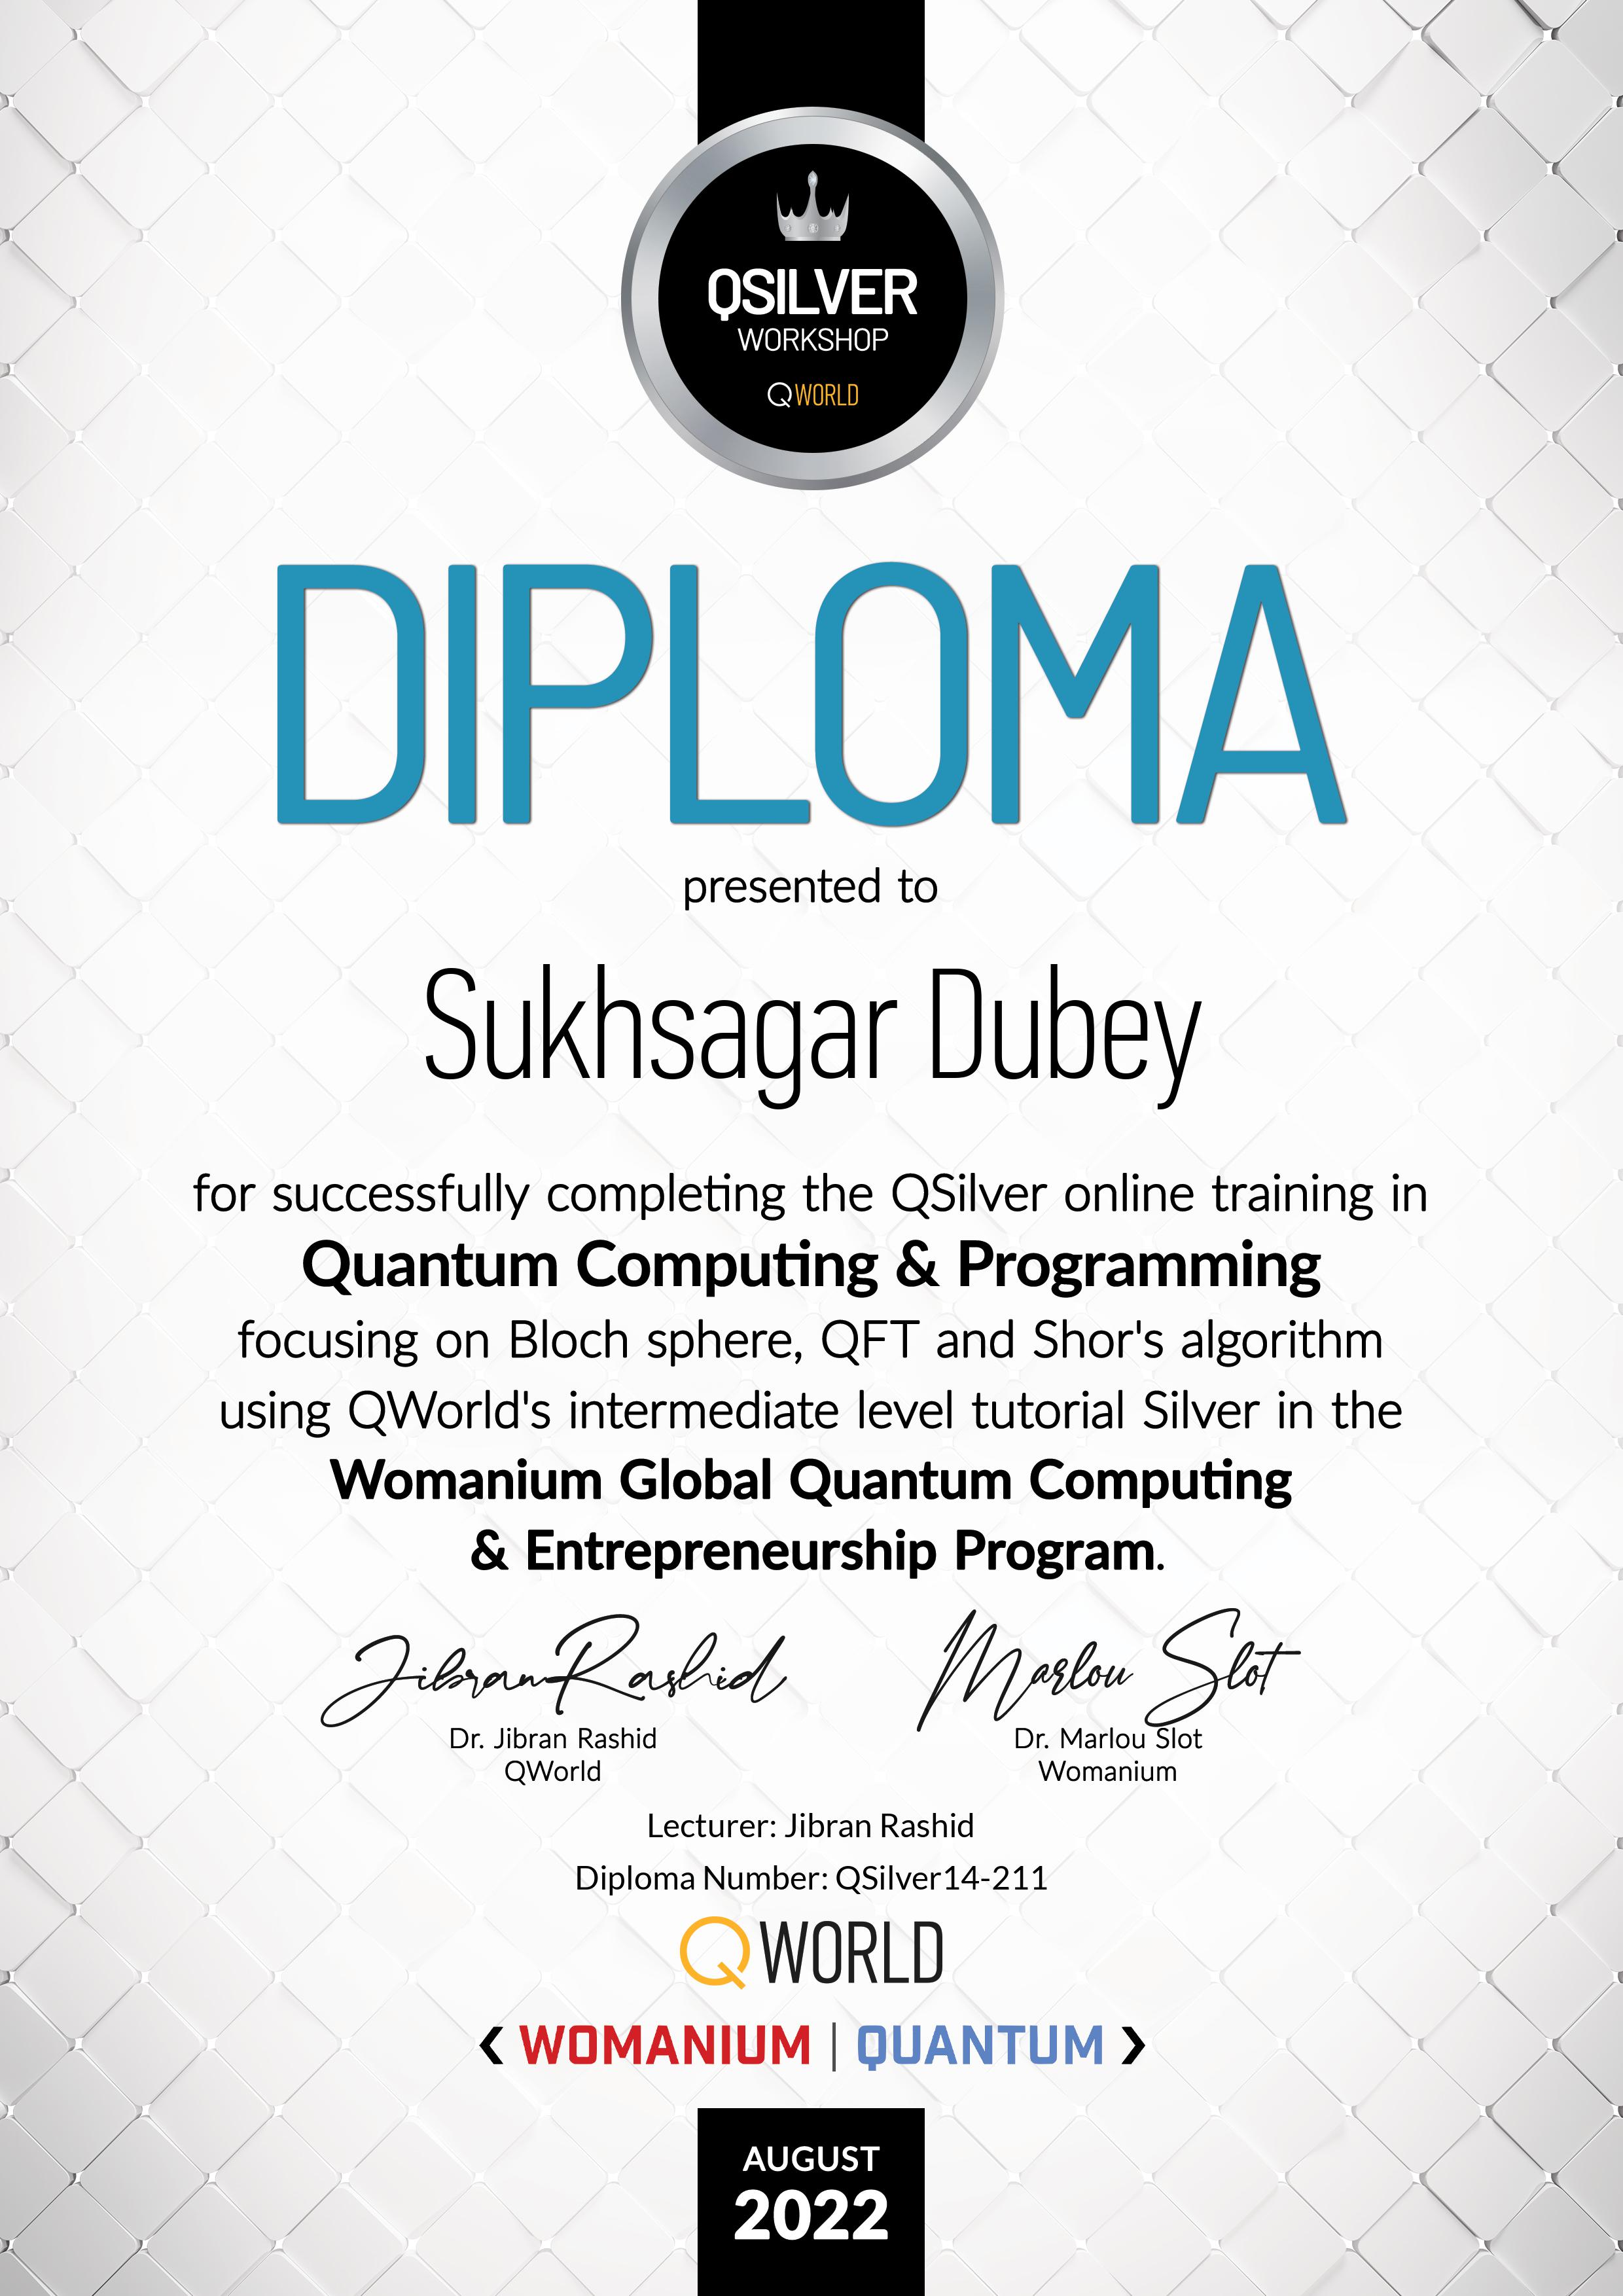 QSILVER
WORKSHOP
QWORLD
DIPLOMA
presented to
Sukhsagar Dubey
for successfully completing the QSilver online training in
Quantum Computing & Programming
focusing on Bloch sphere, QFT and Shor's algorithm
using QWorld's intermediate level tutorial Silver in the
Womanium Global Quantum Computing
& Entrepreneurship Program.
Jibran Rashid Marlou Slot
Dr. Jibran Rashid Dr. Marlou Slot
QWorld Womanium
Lecturer: Jibran Rashid
Diploma Number: QSilver14-211
QWORLD
WOMANIUM | QUANTUM
AUGUST
2022